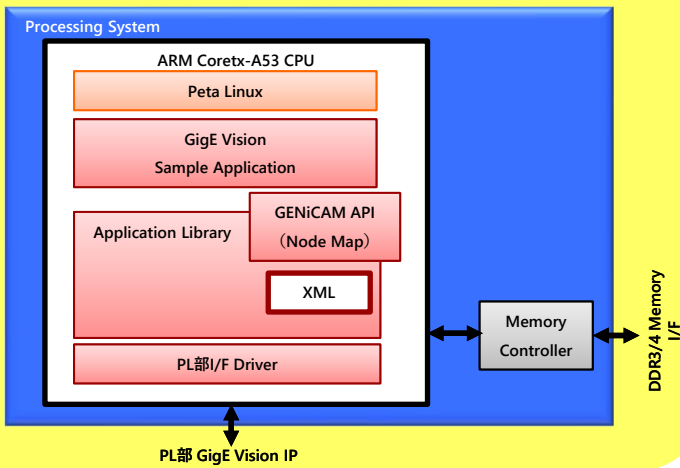 Processing System
ARM Coretx-A53 CPU
Peta Linux
GigE Vision
Sample Application
GENiCAM API
（Node Map）
Application Library
XML
PL部I/F Driver
Memory
Controller
DDR3/4 Memory
I/F
PL部 GigE Vision IP